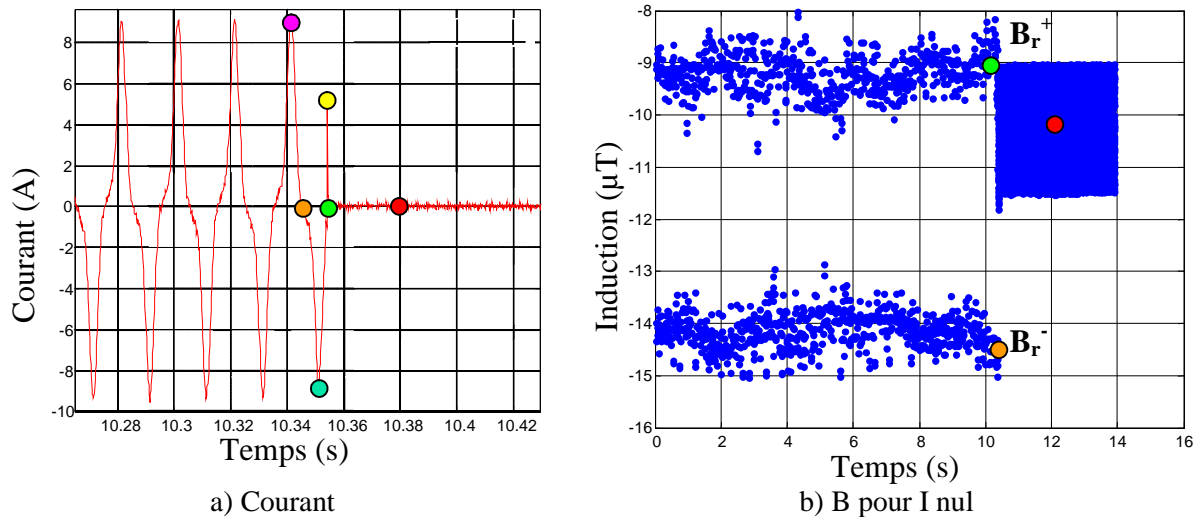 8
6
4
2
0
-2
-4
-6
-8
-10
10.28 10.3 10.32 10.34 10.36 10.38 10.4 10.42
Courant (A)
Temps (s)
a) Courant
-8
-9
-10
-11
-12
-13
-14
-15
-16
0 2 4 6 8 10 12 14 16
Induction (µT)
Br+
Br-
Temps (s)
b) B pour I nul